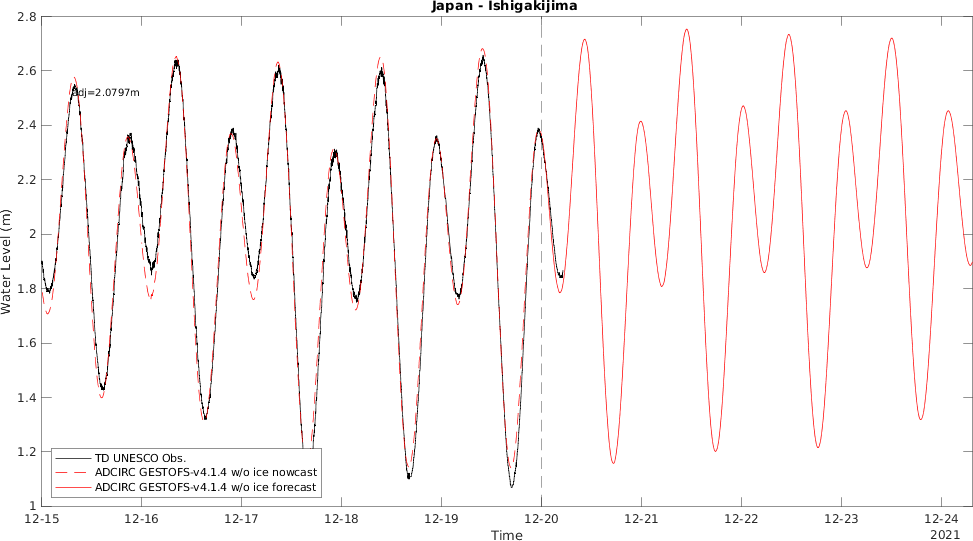 Japan - Ishigakijima
2.8
2.6
2.4
2.2
2
1.8
1.6
1.4
1.2
1
Water Level (m)
adj=2.0797m
TD UNESCO Obs.
ADCIRC GESTOFS-v4.1.4 w/o ice nowcast
ADCIRC GESTOFS-v4.1.4 w/o ice forecast
12-15 12-16 12-17 12-18 12-19 12-20 12-21 12-22 12-23 12-24
Time
2021